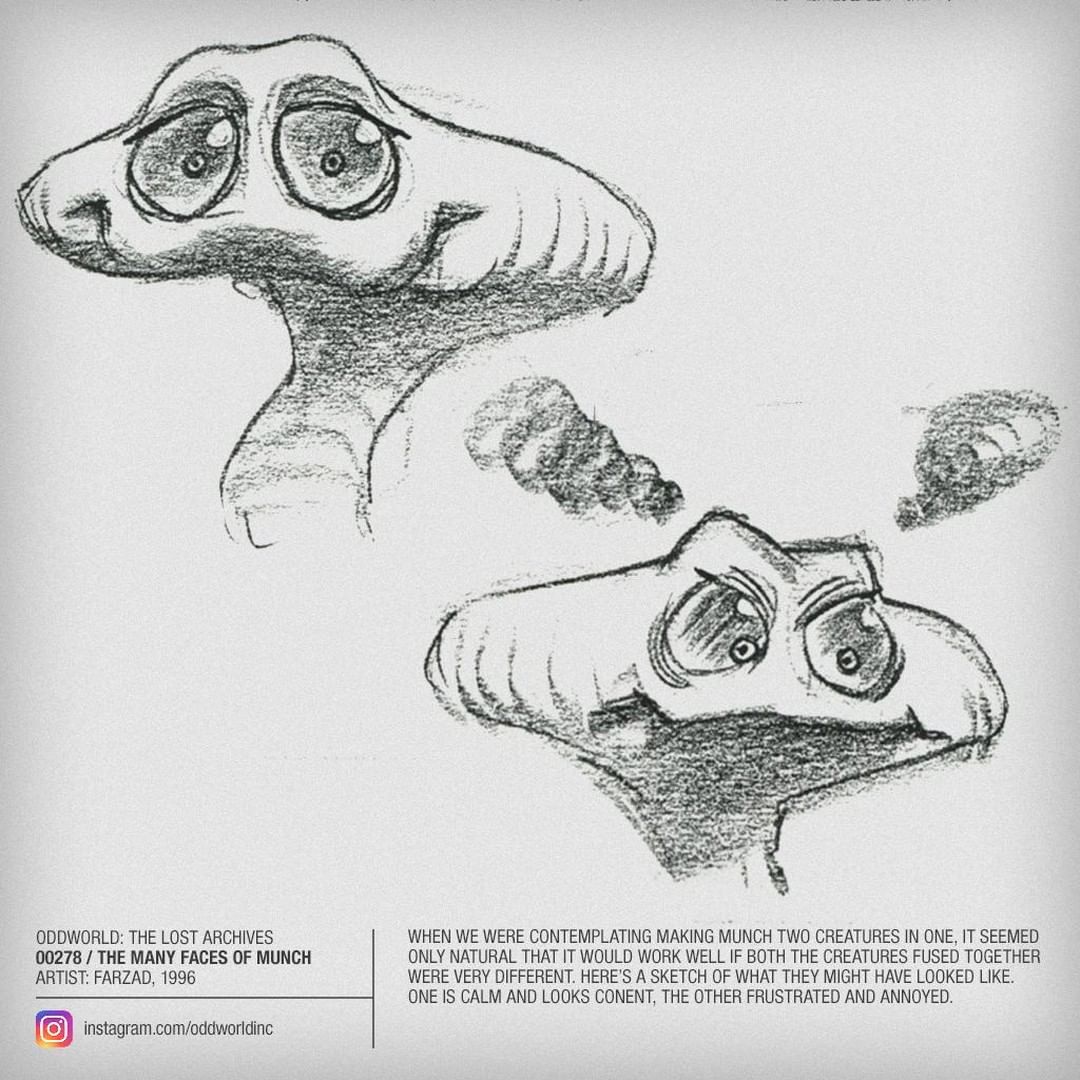 ODDWORLD: THE LOST ARCHIVES
00278 / THE MANY FACES OF MUNCH
ARTIST: FARZAD, 1996
instagram.com/oddworldinc
WHEN WE WERE CONTEMPLATING MAKING MUNCH TWO CREATURES IN ONE, IT SEEMED
ONLY NATURAL THAT IT WOULD WORK WELL IF BOTH THE CREATURES FUSED TOGETHER
WERE VERY DIFFERENT. HERE'S A SKETCH OF WHAT THEY MIGHT HAVE LOOKED LIKE.
ONE IS CALM AND LOOKS CONENT, THE OTHER FRUSTRATED AND ANNOYED.